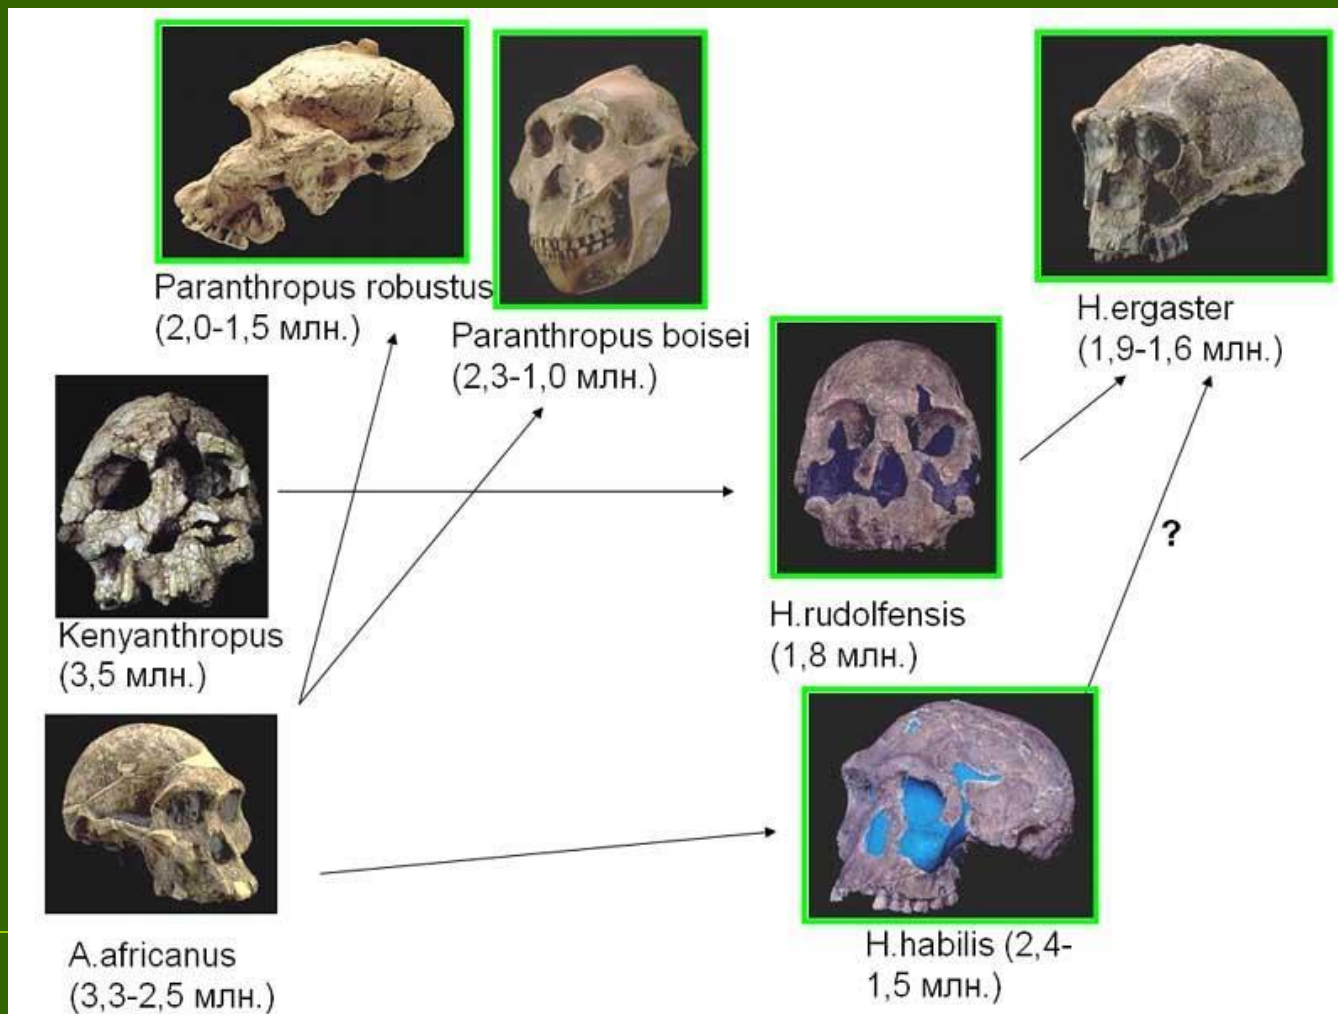 Paranthropus robustus
(2,0-1,5 млн.)
Paranthropus boisei
(2,3-1,0 млн.)
H.ergaster
(1,9-1,6 млн.)
Kenyanthropus
(3,5 млн.)
H.rudolfensis
(1,8 млн.)
?
A.africanus
(3,3-2,5 млн.)
H.habilis (2,4-
1,5 млн.)